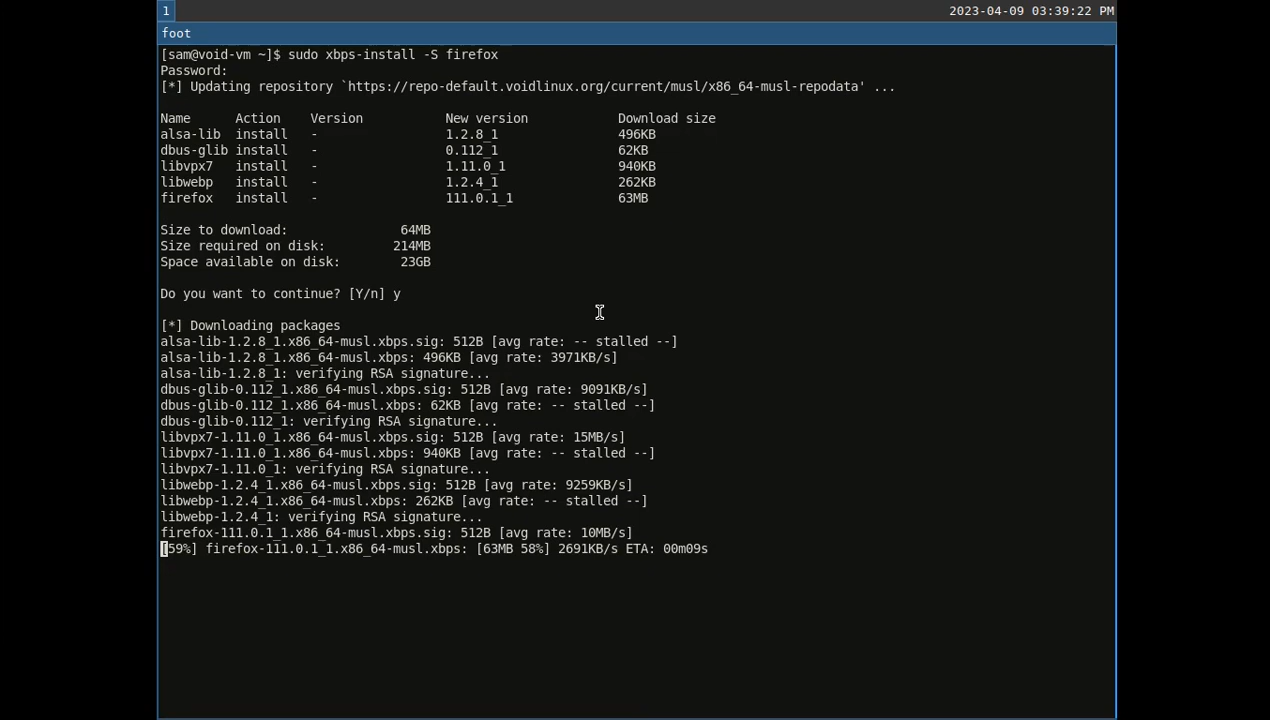 1
2023-04-09 03:39:22 PM
foot
[sam@void-vm ~]$ sudo xbps-install -S firefox
Password:
[*] Updating repository `https://repo-default.voidlinux.org/current/musl/x86_64-musl-repodata' ...
Name Action Version New version Download size
alsa-lib install - 1.2.8_1 496KB
dbus-glib install - 0.112_1 62KB
libvpx7 install - 1.11.0_1 940KB
libwebp install - 1.2.4_1 262KB
firefox install - 111.0.1_1 63MB
Size to download: 64MB
Size required on disk: 214MB
Space available on disk: 23GB
Do you want to continue? [Y/n] y
[*] Downloading packages
alsa-lib-1.2.8_1.x86_64-musl.xbps.sig: 512B [avg rate: -- stalled --]
alsa-lib-1.2.8_1.x86_64-musl.xbps: 496KB [avg rate: 3971KB/s]
alsa-lib-1.2.8_1: verifying RSA signature...
dbus-glib-0.112_1.x86_64-musl.xbps.sig: 512B [avg rate: 9091KB/s]
dbus-glib-0.112_1.x86_64-musl.xbps: 62KB [avg rate: -- stalled --]
dbus-glib-0.112_1: verifying RSA signature...
libvpx7-1.11.0_1.x86_64-musl.xbps.sig: 512B [avg rate: 15MB/s]
libvpx7-1.11.0_1.x86_64-musl.xbps: 940KB [avg rate: -- stalled --]
libvpx7-1.11.0_1: verifying RSA signature...
libwebp-1.2.4_1.x86_64-musl.xbps.sig: 512B [avg rate: 9259KB/s]
libwebp-1.2.4_1.x86_64-musl.xbps: 262KB [avg rate: -- stalled --]
libwebp-1.2.4_1: verifying RSA signature...
firefox-111.0.1_1.x86_64-musl.xbps.sig: 512B [avg rate: 10MB/s]
[59%] firefox-111.0.1_1.x86_64-musl.xbps: [63MB 58%] 2691KB/s ETA: 00m09s